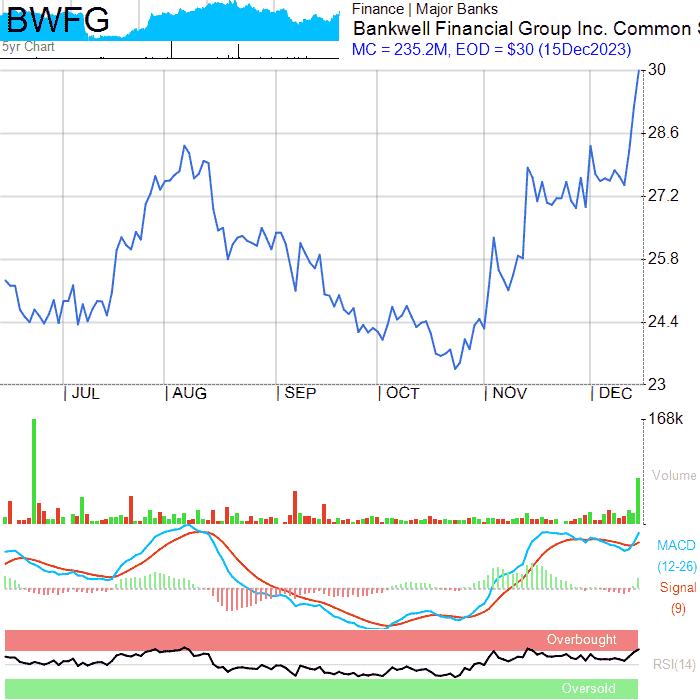 BWFG
5yr Chart
Finance | Major Banks
Bankwell Financial Group Inc. Common S
MC = 235.2M, EOD = $30 (15Dec2023)
30
28.6
27.2
25.8
24.4
23
JUL
AUG
SEP
OCT
NOV
DEC
168k
Volume
MACD
(12-26)
Signal
(9)
Overbought
RSI(14)
Oversold